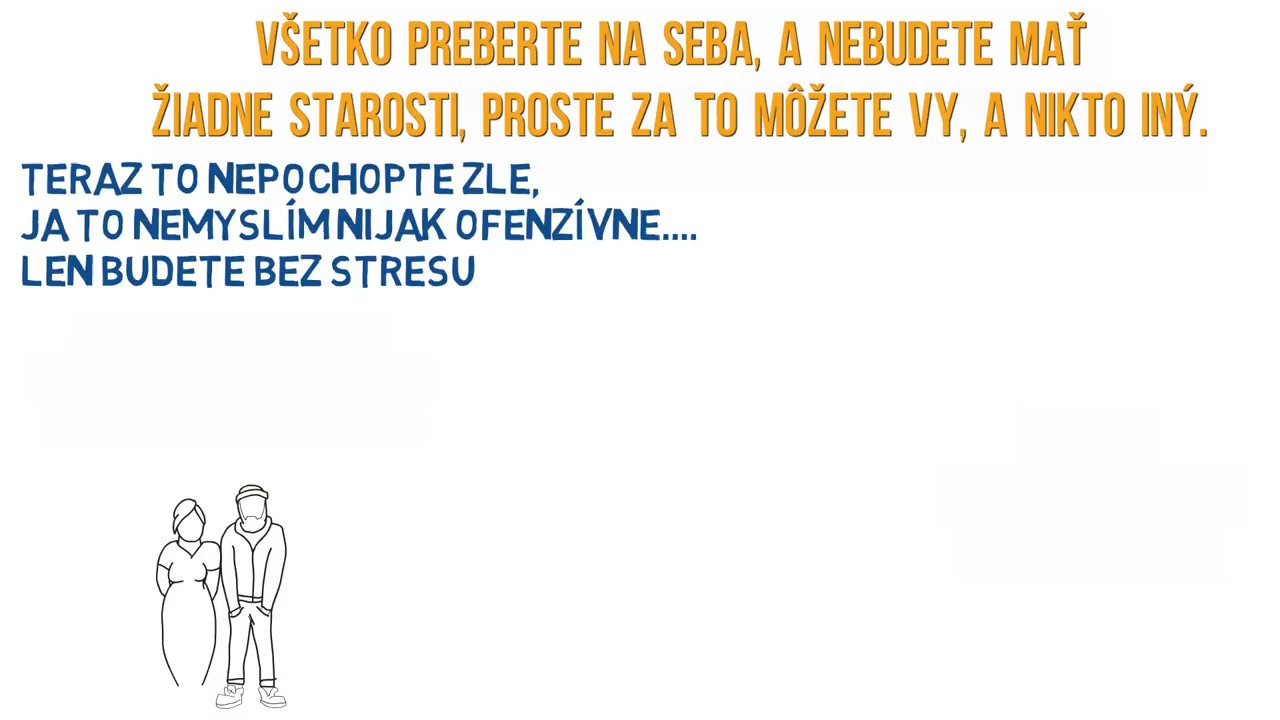 VŠETKO PREBERTE NA SEBA, A NEBUDETE MAŤ
ŽIADNE STAROSTI, PROSTE ZA TO MÔŽETE VY, A NIKTO INÝ.
TERAZ TO NEPOCHOPTE ZLE,
JA TO NEMYSLÍM NIJAK OFENZÍVNE....
LEN BUDETE BEZ STRESU